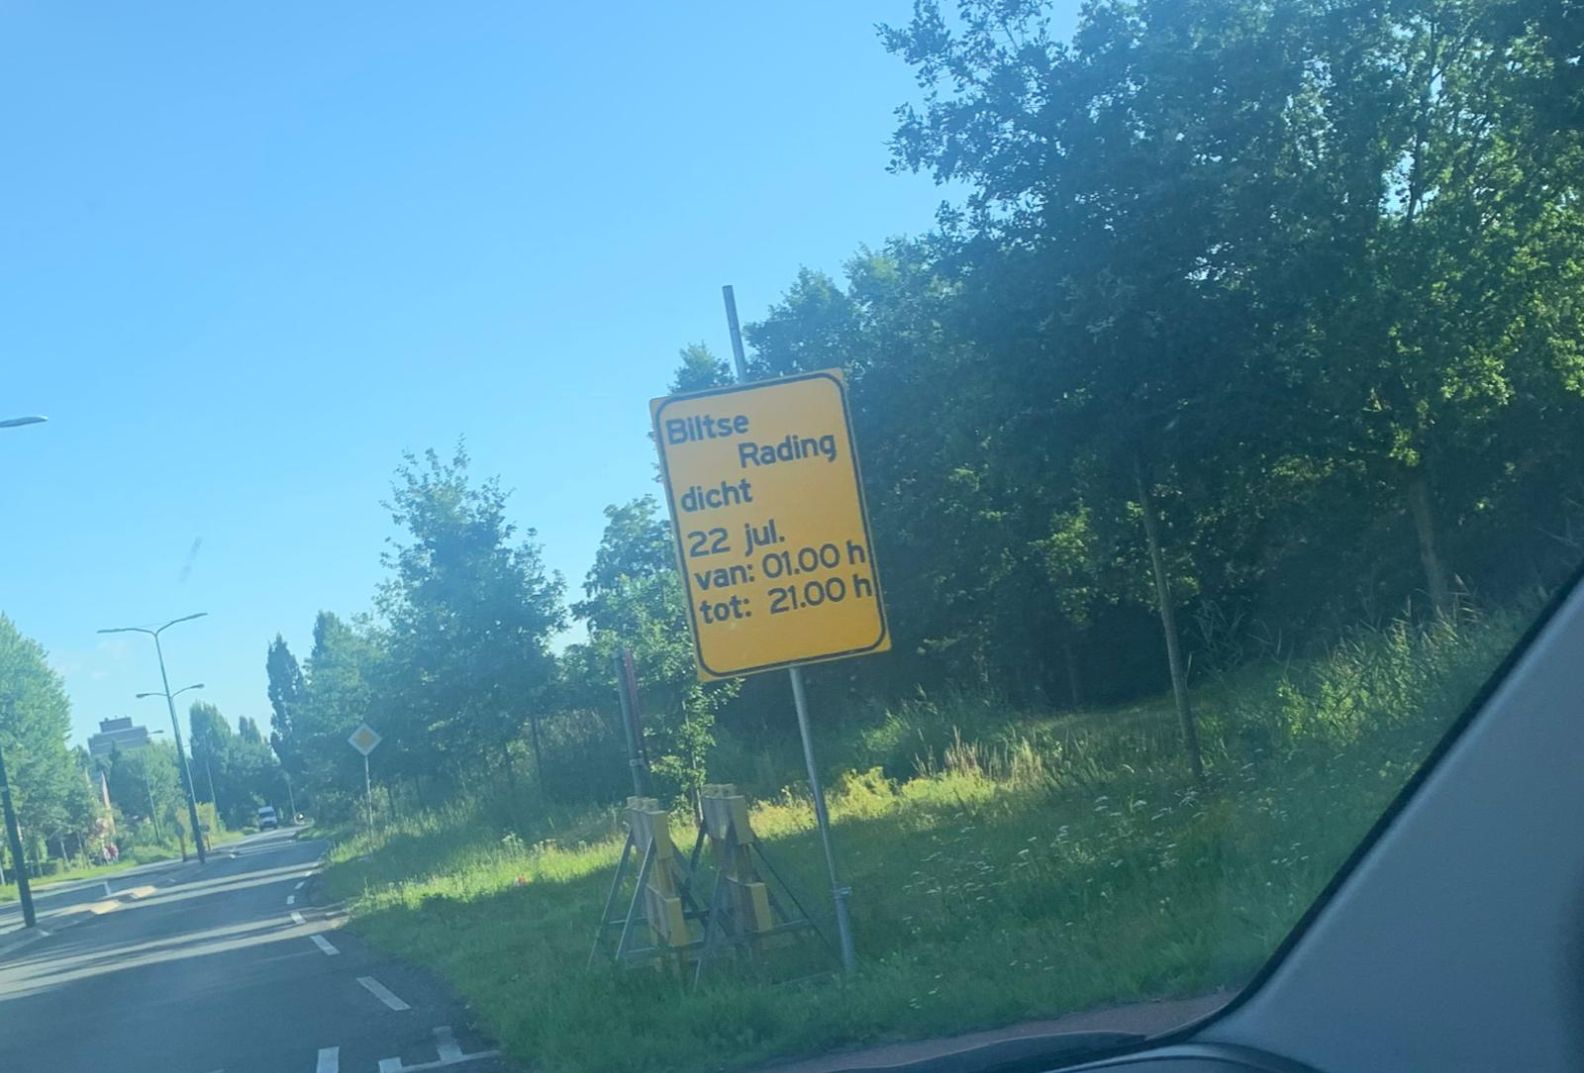 Biltse
Rading
dicht
22 jul.
van: 01.00 h
tot: 21.00 h